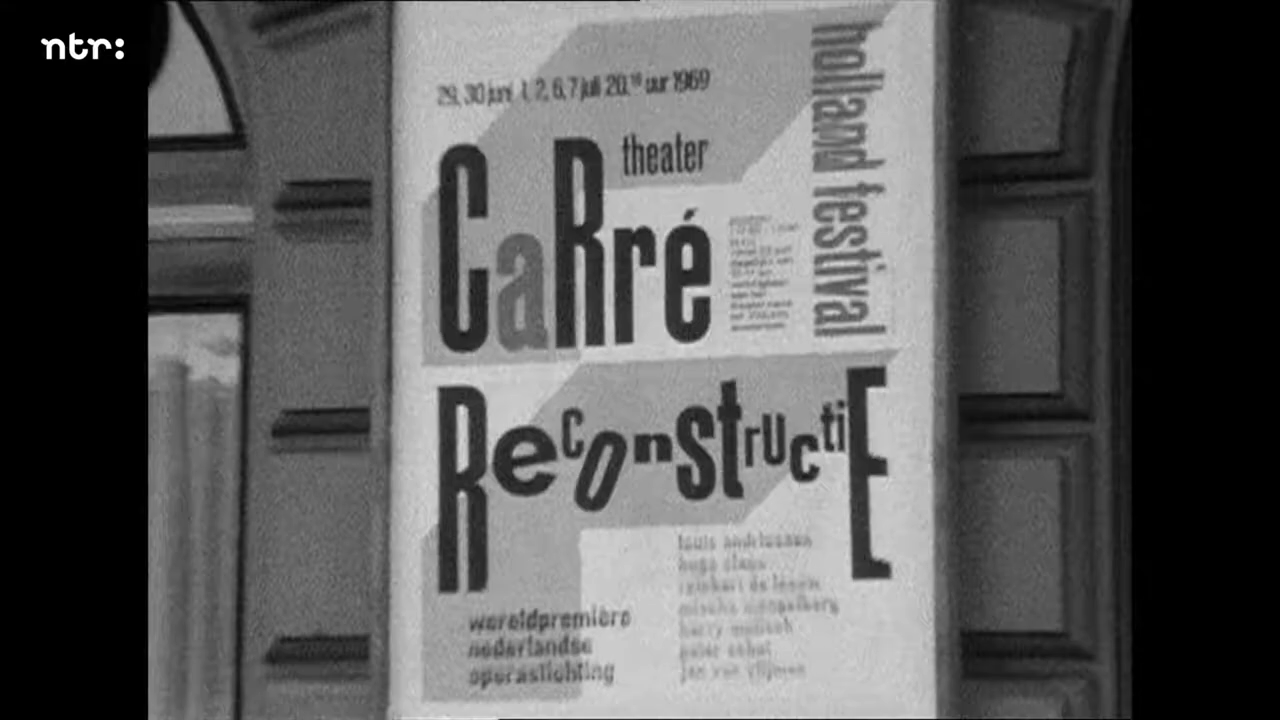 ntr:
29, 30 juni 1, 2, 6, 7 juli 20.15 uur 1969
theater
CaRré
holland festival
ReconstructiE
louis andriessen
hugo claus
reinbert de leeuw
mischa mengelberg
harry mulisch
peter schat
jan van vlijmen
wereldpremière
nederlandse
operastichting